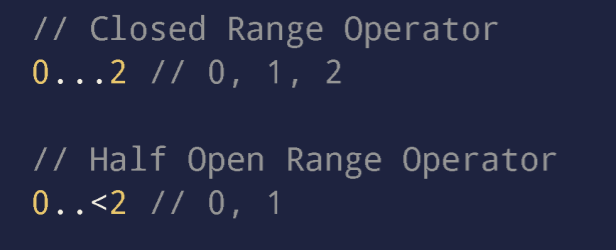 // Closed Range Operator
0...2 // 0, 1, 2
// Half Open Range Operator
0..<2 // 0, 1